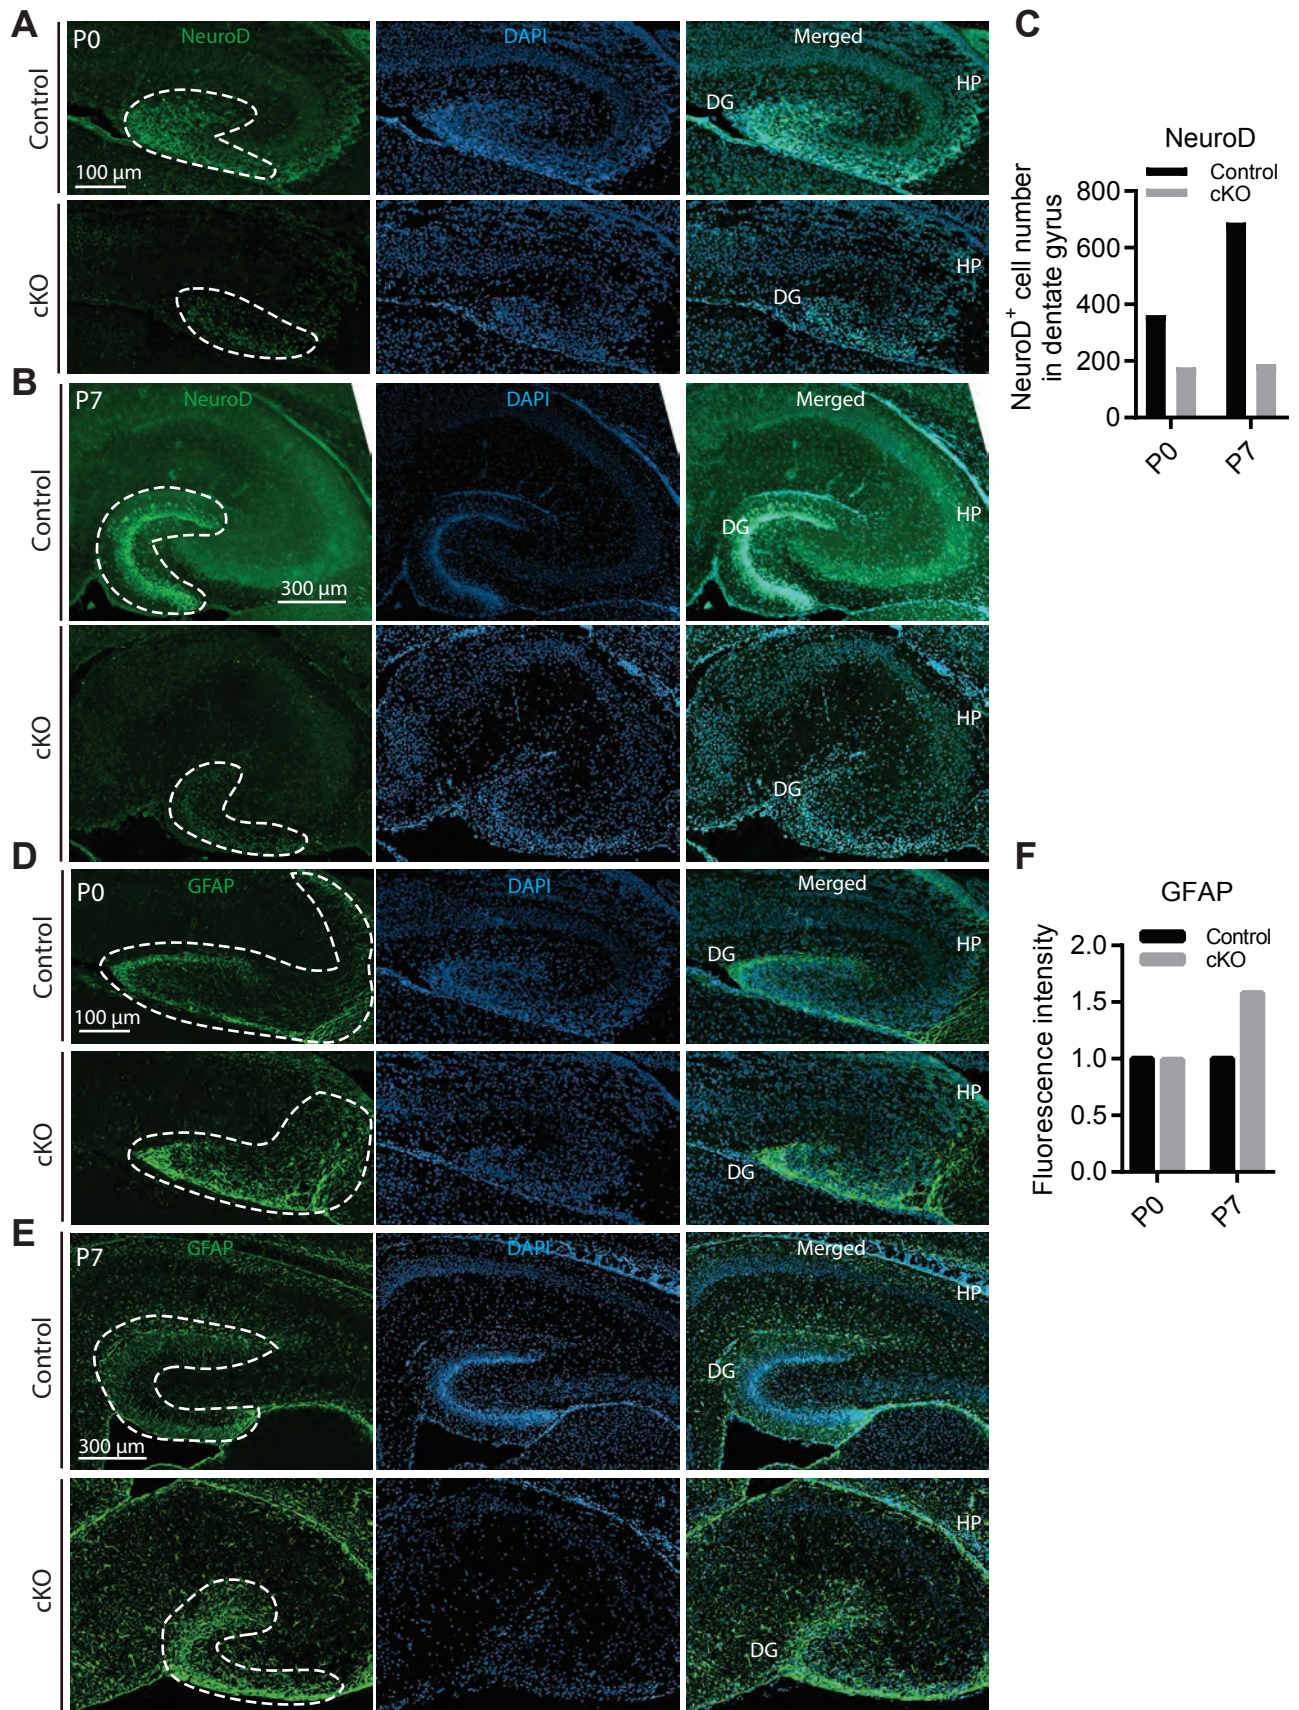 A
P0
NeuroD
DAPI
Merged
Control
DG
HP
100 µm
cKO
DG
HP
B
P7
NeuroD
DAPI
Merged
Control
DG
HP
300 µm
cKO
DG
HP
C
NeuroD
Control
cKO
NeuroD⁺ cell number
in dentate gyrus
800
600
400
200
0
P0
P7
D
P0
GFAP
DAPI
Merged
Control
DG
HP
100 µm
cKO
DG
HP
E
P7
GFAP
DAPI
Merged
Control
DG
HP
300 µm
cKO
DG
HP
F
GFAP
Control
cKO
Fluorescence intensity
2.0
1.5
1.0
0.5
0.0
P0
P7